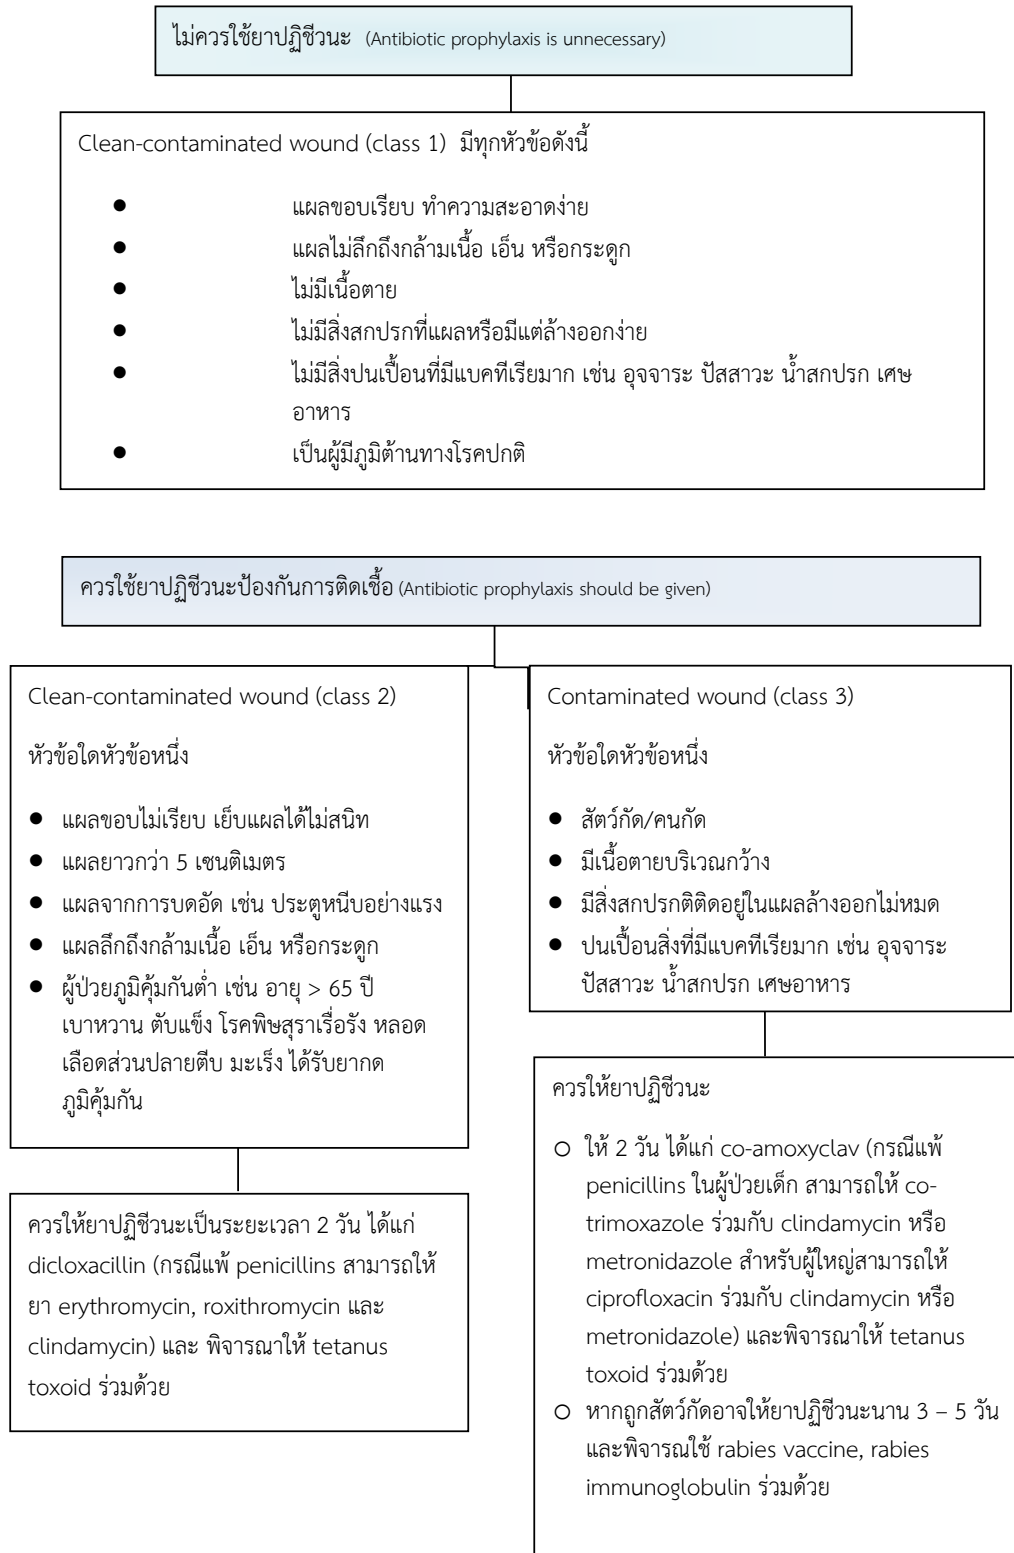 ไม่ควรใช้ยาปฏิชีวนะ (Antibiotic prophylaxis is unnecessary)
Clean-contaminated wound (class 1) มีทุกหัวข้อดังนี้
● แผลขอบเรียบ ทำความสะอาดง่าย
● แผลไม่ลึกถึงกล้ามเนื้อ เอ็น หรือกระดูก
● ไม่มีเนื้อตาย
● ไม่มีสิ่งสกปรกที่แผลหรือมีแต่ล้างออกง่าย
● ไม่มีสิ่งปนเปื้อนที่มีแบคทีเรียมาก เช่น อุจจาระ ปัสสาวะ น้ำสกปรก เศษ
อาหาร
● เป็นผู้มีภูมิต้านทางโรคปกติ
ควรใช้ยาปฏิชีวนะป้องกันการติดเชื้อ (Antibiotic prophylaxis should be given)
Clean-contaminated wound (class 2)
หัวข้อใดหัวข้อหนึ่ง
● แผลขอบไม่เรียบ เย็บแผลได้ไม่สนิท
● แผลยาวกว่า 5 เซนติเมตร
● แผลจากการบดอัด เช่น ประตูหนีบอย่างแรง
● แผลลึกถึงกล้ามเนื้อ เอ็น หรือกระดูก
● ผู้ป่วยภูมิคุ้มกันต่ำ เช่น อายุ > 65 ปี
เบาหวาน ตับแข็ง โรคพิษสุราเรื่อรัง หลอด
เลือดส่วนปลายตีบ มะเร็ง ได้รับยากด
ภูมิคุ้มกัน
ควรให้ยาปฏิชีวนะเป็นระยะเวลา 2 วัน ได้แก่
dicloxacillin (กรณีแพ้ penicillins สามารถให้
ยา erythromycin, roxithromycin และ
clindamycin) และ พิจารณาให้ tetanus
toxoid ร่วมด้วย
Contaminated wound (class 3)
หัวข้อใดหัวข้อหนึ่ง
● สัตว์กัด/คนกัด
● มีเนื้อตายบริเวณกว้าง
● มีสิ่งสกปรกติติดอยู่ในแผลล้างออกไม่หมด
● ปนเปื้อนสิ่งที่มีแบคทีเรียมาก เช่น อุจจาระ
ปัสสาวะ น้ำสกปรก เศษอาหาร
ควรให้ยาปฏิชีวนะ
○ ให้ 2 วัน ได้แก่ co-amoxyclav (กรณีแพ้
penicillins ในผู้ป่วยเด็ก สามารถให้ co-
trimoxazole ร่วมกับ clindamycin หรือ
metronidazole สำหรับผู้ใหญ่สามารถให้
ciprofloxacin ร่วมกับ clindamycin หรือ
metronidazole) และพิจารณาให้ tetanus
toxoid ร่วมด้วย
○ หากถูกสัตว์กัดอาจให้ยาปฏิชีวนะนาน 3 – 5 วัน
และพิจารณใช้ rabies vaccine, rabies
immunoglobulin ร่วมด้วย